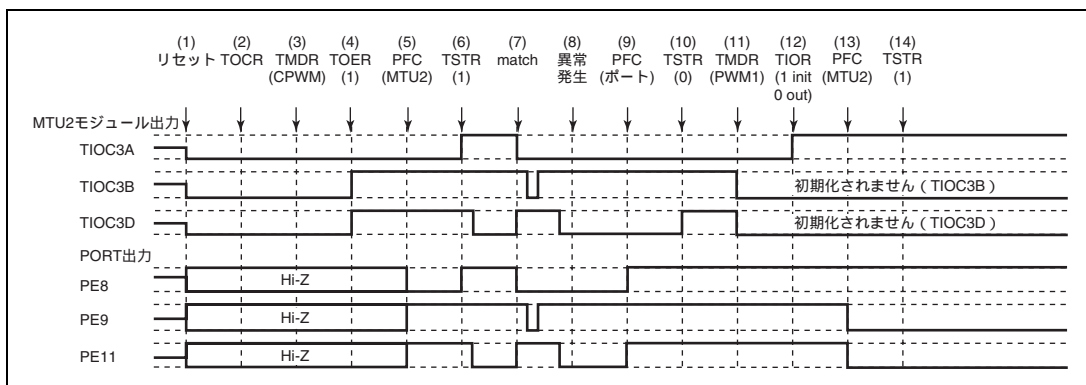 (1) (2) (3) (4) (5) (6) (7) (8) (9) (10) (11) (12) (13) (14)
リセット TOCR TMDR TOER PFC TSTR match 異常 PFC TSTR TMDR TIOR PFC TSTR
(CPWM) (1) (MTU2) (1) 発生 (ポート) (0) (PWM1) (1 init (MTU2) (1)
0 out)
MTU2モジュール出力
TIOC3A
TIOC3B 初期化されません ( TIOC3B )
TIOC3D 初期化されません ( TIOC3D )
PORT出力
PE8 Hi-Z
PE9 Hi-Z
PE11 Hi-Z